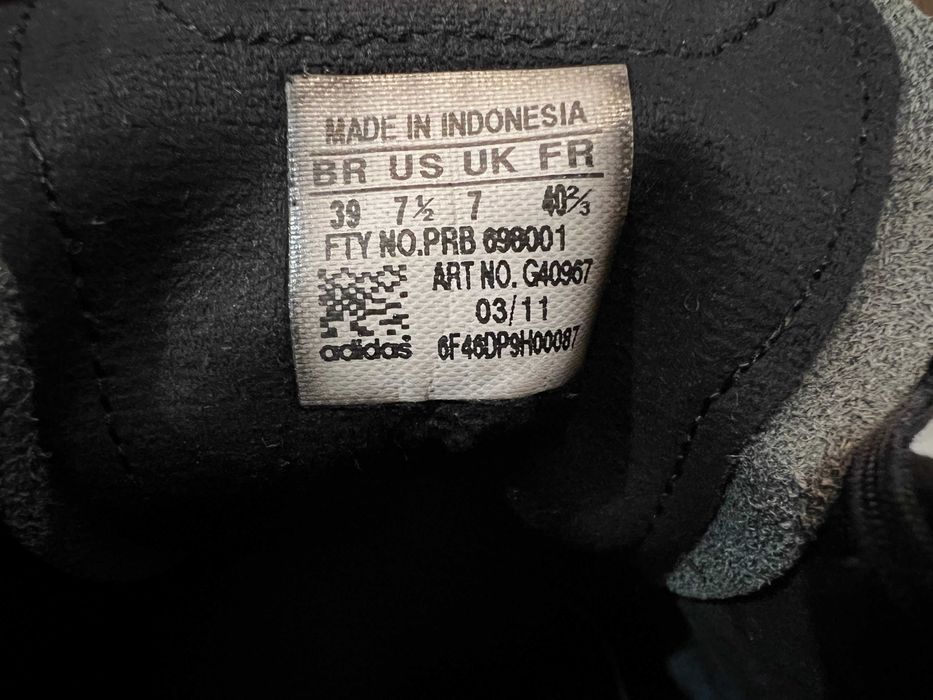 MADE IN INDONESIA
BR US UK FR
39 7½ 7 40⅔
FTY NO.PRB 698001
ART NO. G40967
03/11
adidas 6F46DP9H00087